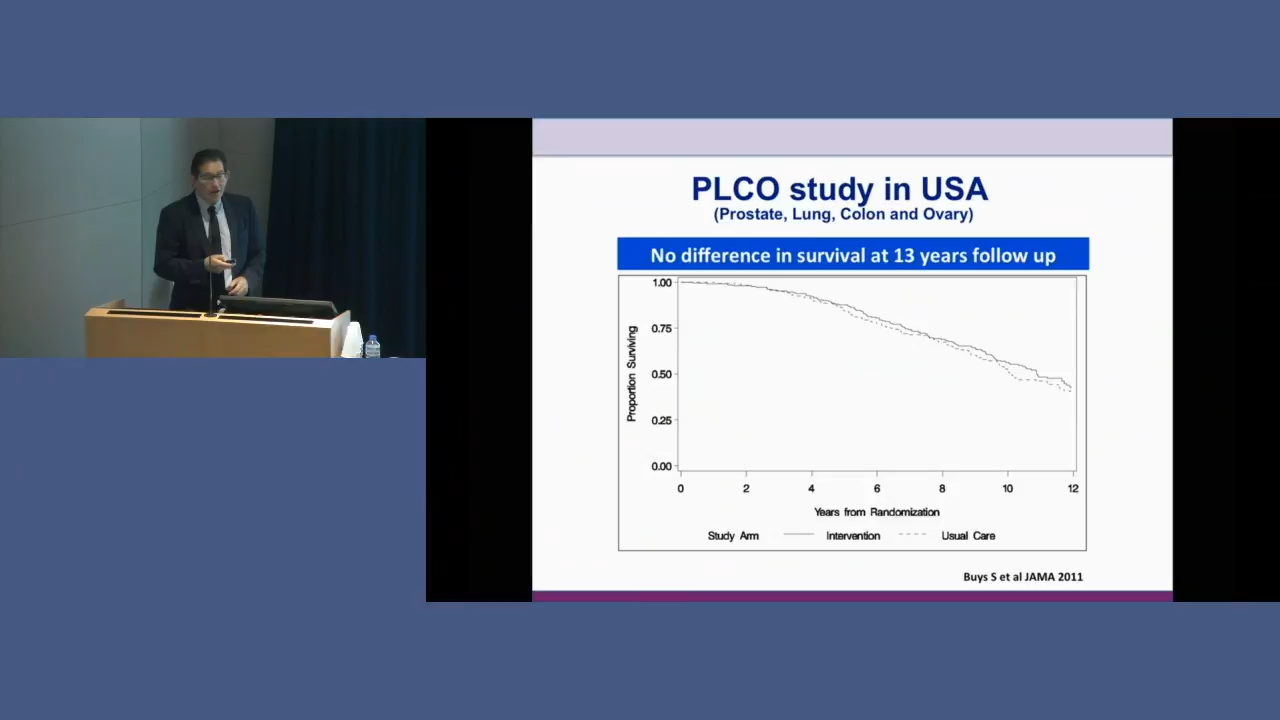 PLCO study in USA
(Prostate, Lung, Colon and Ovary)
No difference in survival at 13 years follow up
1.00
0.75
0.50
0.25
0.00
Proportion Surviving
0 2 4 6 8 10 12
Years from Randomization
Study Arm Intervention Usual Care
Buys S et al JAMA 2011